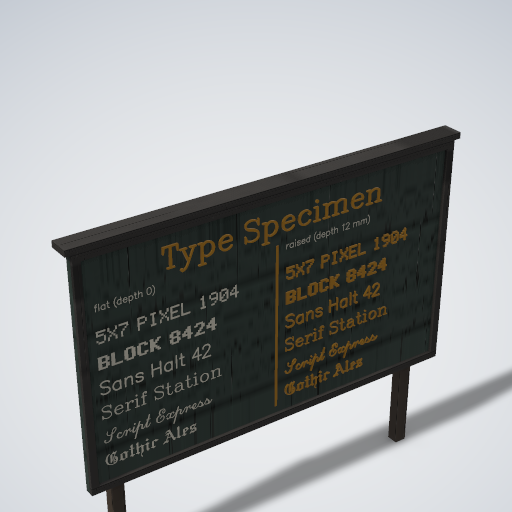 Type Specimen
flat (depth 0)
5X7 PIXEL 1904
BLOCK 8424
Sans Halt 42
Serif Station
Script Express
Gothic Ales
raised (depth 12 mm)
5X7 PIXEL 1904
BLOCK 8424
Sans Halt 42
Serif Station
Script Express
Gothic Ales